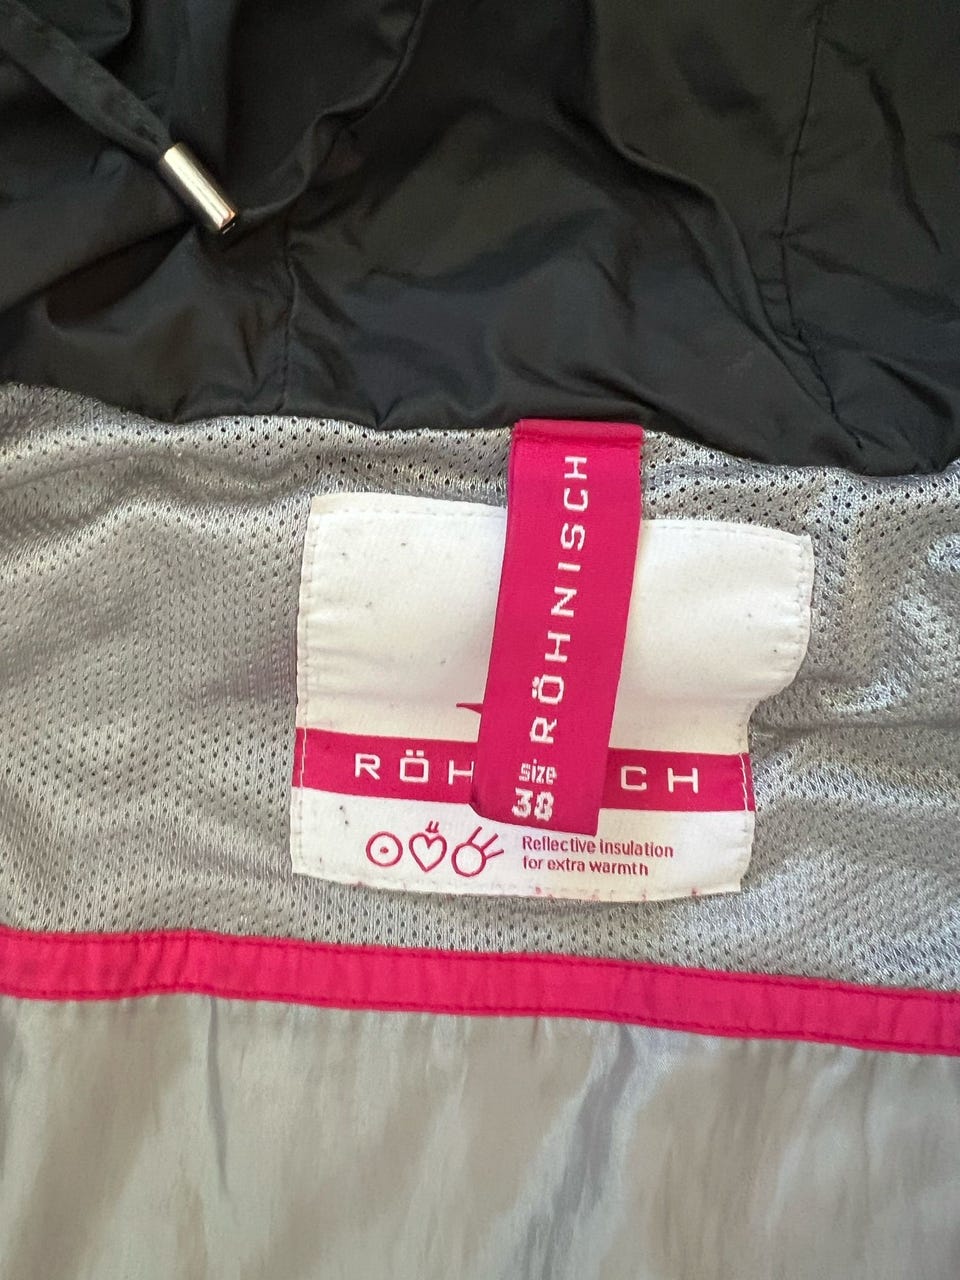 RÖHNISCH
size
38
RÖH CH
Reflective insulation
for extra warmth